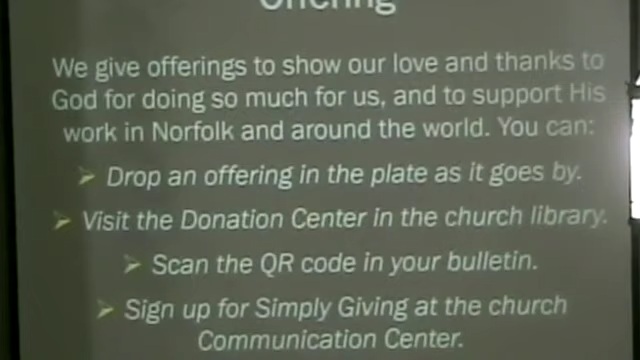 Offering
We give offerings to show our love and thanks to
God for doing so much for us, and to support His
work in Norfolk and around the world. You can:
Drop an offering in the plate as it goes by.
Visit the Donation Center in the church library.
Scan the QR code in your bulletin.
Sign up for Simply Giving at the church
Communication Center.